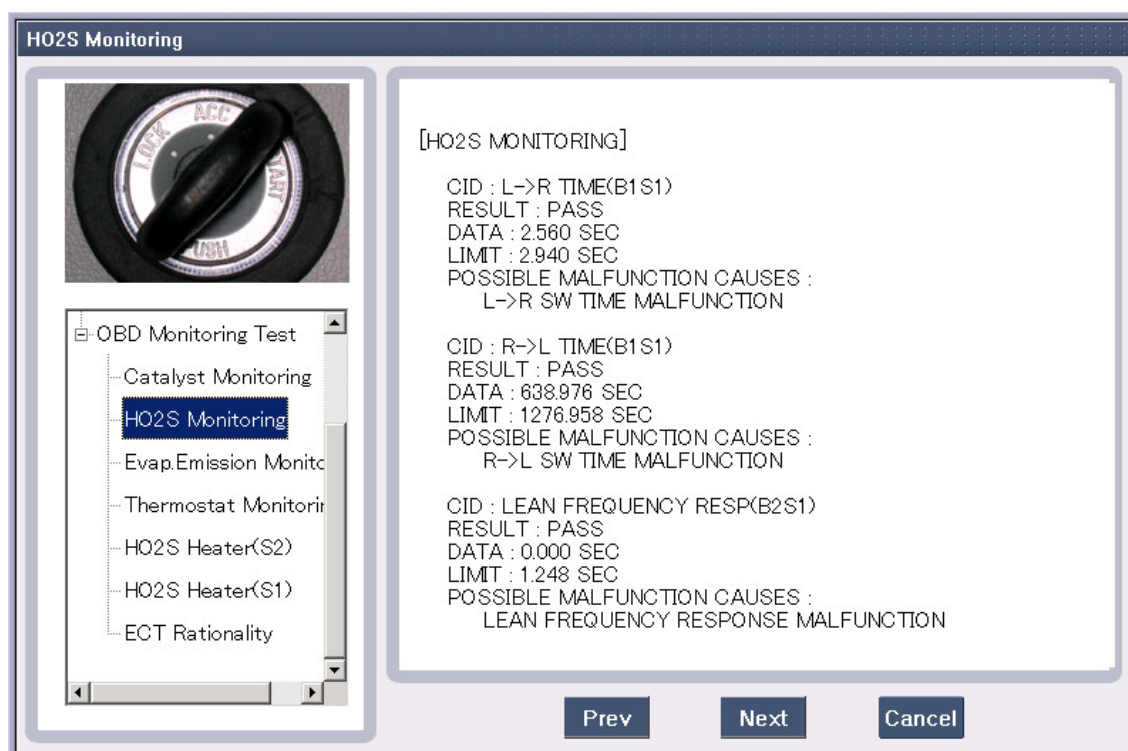 HO2S Monitoring
LOCK
ACC
START
PUSH
OBD Monitoring Test
Catalyst Monitoring
HO2S Monitoring
Evap.Emission Monitc
Thermostat Monitorir
HO2S Heater(S2)
HO2S Heater(S1)
ECT Rationality
[HO2S MONITORING]
CID : L->R TIME(B1S1)
RESULT : PASS
DATA : 2.560 SEC
LIMIT : 2.940 SEC
POSSIBLE MALFUNCTION CAUSES :
L->R SW TIME MALFUNCTION
CID : R->L TIME(B1S1)
RESULT : PASS
DATA : 638.976 SEC
LIMIT : 1276.958 SEC
POSSIBLE MALFUNCTION CAUSES :
R->L SW TIME MALFUNCTION
CID : LEAN FREQUENCY RESP(B2S1)
RESULT : PASS
DATA : 0.000 SEC
LIMIT : 1.248 SEC
POSSIBLE MALFUNCTION CAUSES :
LEAN FREQUENCY RESPONSE MALFUNCTION
Prev Next Cancel